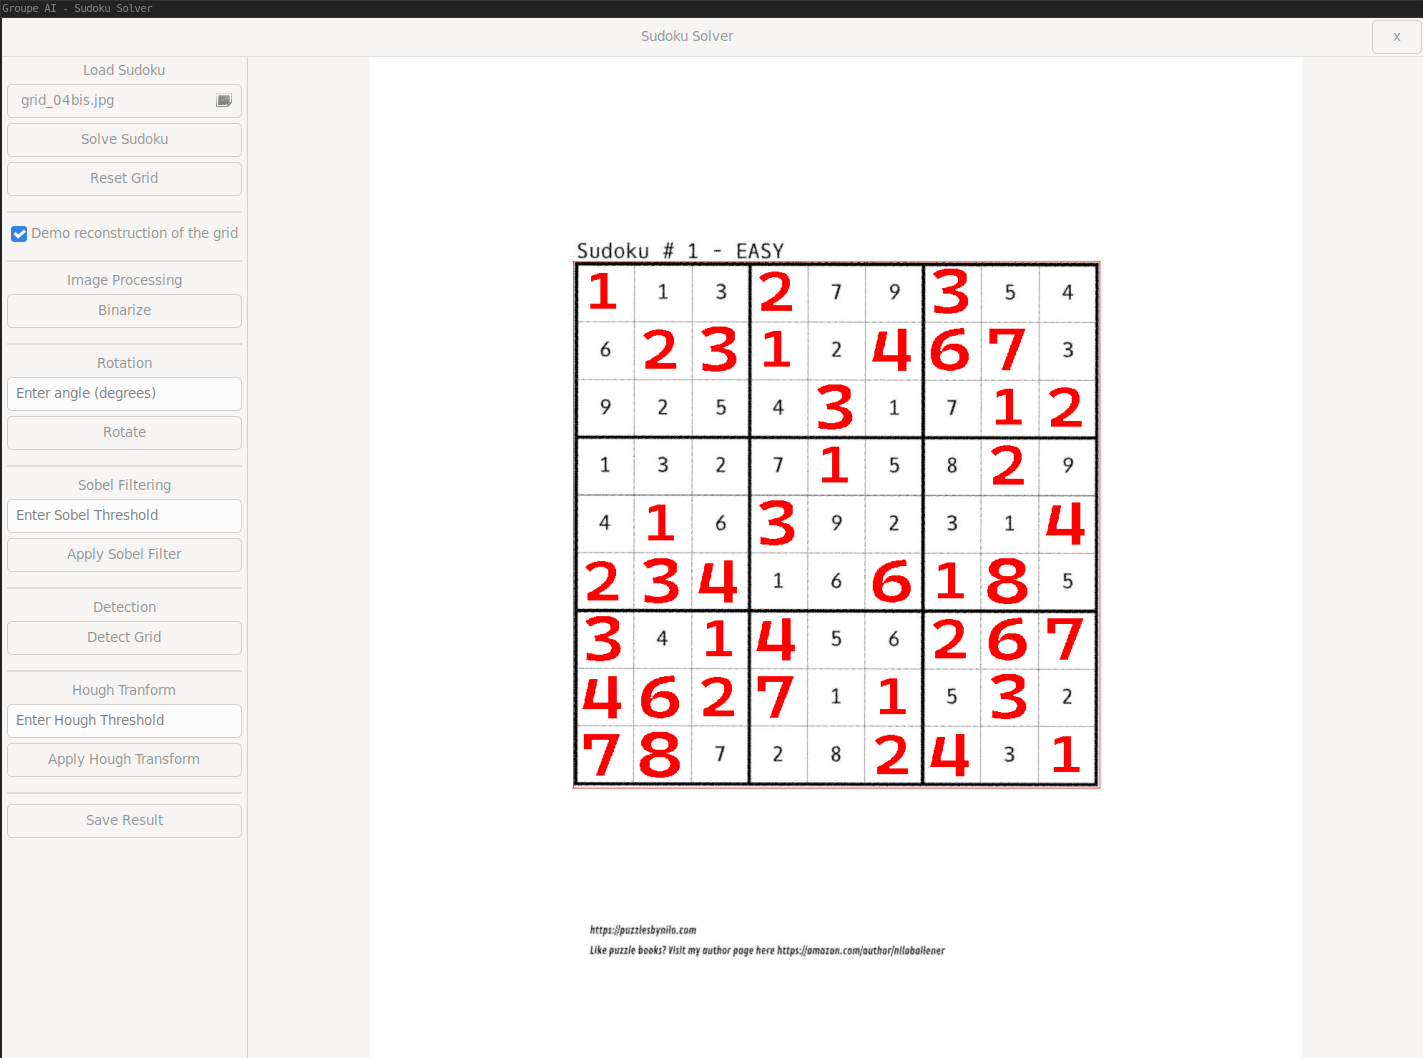 Groupe AI - Sudoku Solver
Sudoku Solver
x
Load Sudoku
grid_04bis.jpg
Solve Sudoku
Reset Grid
Demo reconstruction of the grid
Image Processing
Binarize
Rotation
Enter angle (degrees)
Rotate
Sobel Filtering
Enter Sobel Threshold
Apply Sobel Filter
Detection
Detect Grid
Hough Tranform
Enter Hough Threshold
Apply Hough Transform
Save Result
Sudoku # 1 - EASY
1 1 3 2 7 9 3 5 4
6 2 3 1 2 4 6 7 3
9 2 5 4 3 1 7 1 2
1 3 2 7 1 5 8 2 9
4 1 6 3 9 2 3 1 4
2 3 4 1 6 6 1 8 5
3 4 1 4 5 6 2 6 7
4 6 2 7 1 1 5 3 2
7 8 7 2 8 2 4 3 1
https://puzzlesbynilo.com
Like puzzle books? Visit my author page here https://amazon.com/author/niloballener